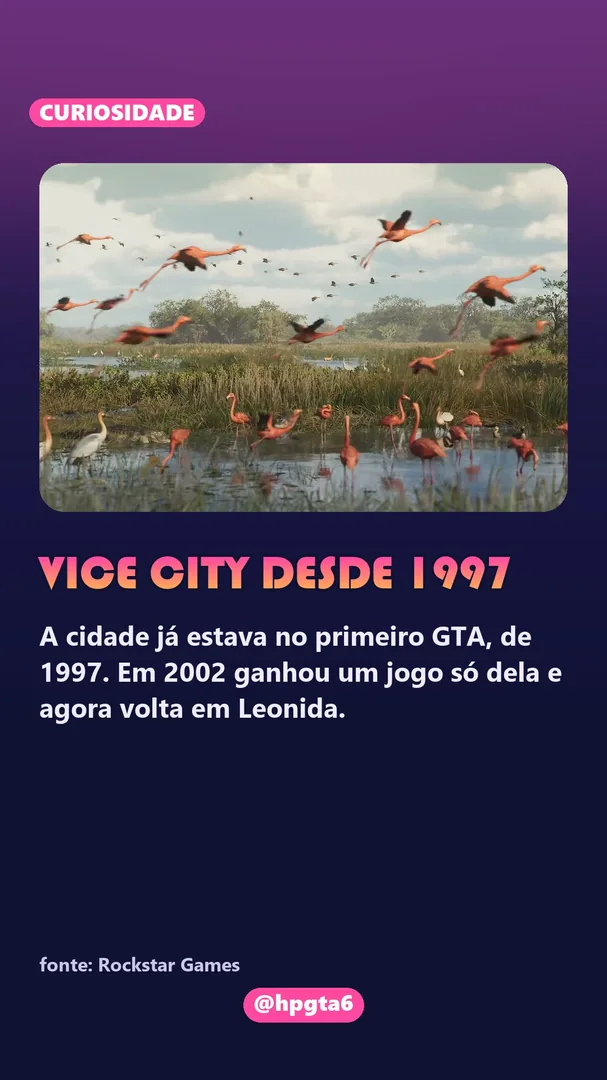 CURIOSIDADE
VICE CITY DESDE 1997
A cidade já estava no primeiro GTA, de
1997. Em 2002 ganhou um jogo só dela e
agora volta em Leonida.
fonte: Rockstar Games
@hpgta6